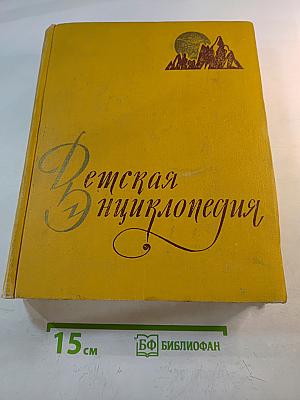 Детская
Энциклопедия
15 см
БФ БИБЛИОФАН